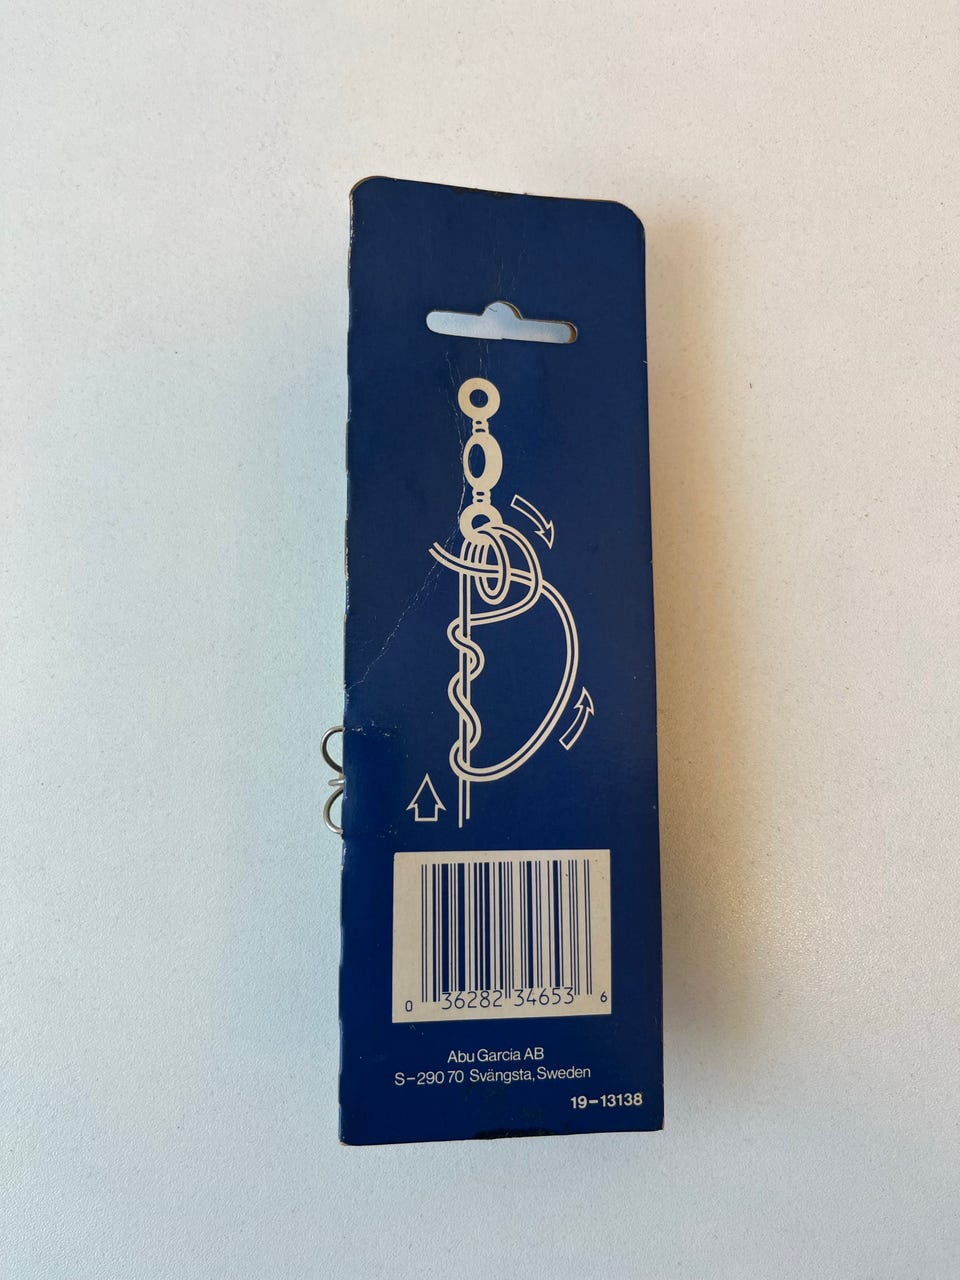 0 36282 34653 6
Abu Garcia AB
S-290 70 Svängsta, Sweden
19-13138